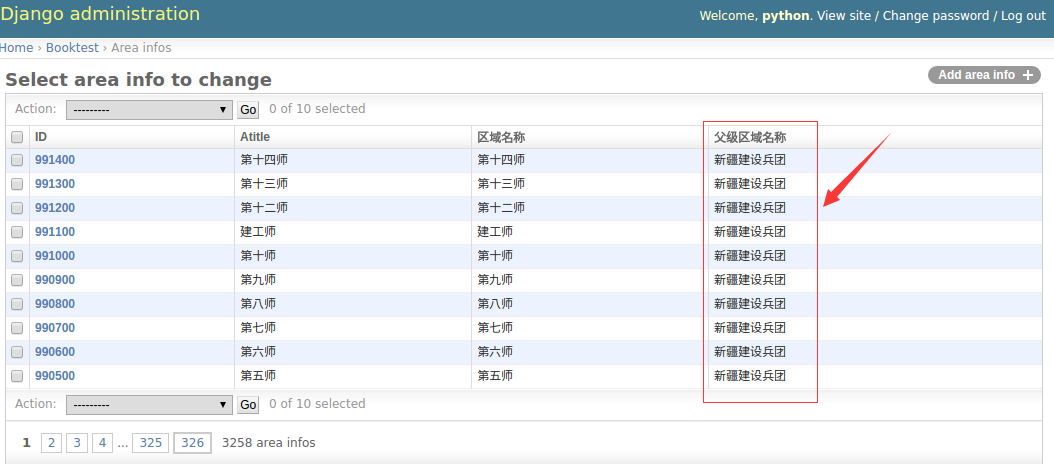 Django administration
Welcome, python. View site / Change password / Log out
Home › Booktest › Area infos
Select area info to change
Add area info +
Action: --------- Go 0 of 10 selected
ID Atitle 区域名称 父级区域名称
991400 第十四师 第十四师 新疆建设兵团
991300 第十三师 第十三师 新疆建设兵团
991200 第十二师 第十二师 新疆建设兵团
991100 建工师 建工师 新疆建设兵团
991000 第十师 第十师 新疆建设兵团
990900 第九师 第九师 新疆建设兵团
990800 第八师 第八师 新疆建设兵团
990700 第七师 第七师 新疆建设兵团
990600 第六师 第六师 新疆建设兵团
990500 第五师 第五师 新疆建设兵团
Action: --------- Go 0 of 10 selected
1 2 3 4 ... 325 326 3258 area infos